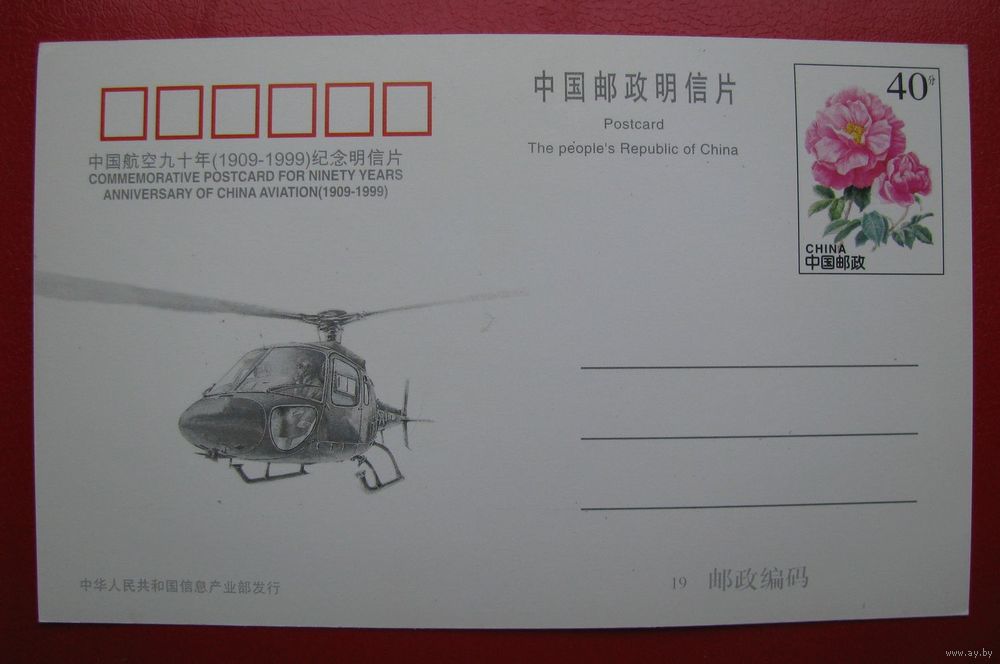 中国航空九十年(1909-1999)纪念明信片
COMMEMORATIVE POSTCARD FOR NINETY YEARS
ANNIVERSARY OF CHINA AVIATION(1909-1999)
中国邮政明信片
Postcard
The people's Republic of China
40分
CHINA
中国邮政
中华人民共和国信息产业部发行
19 邮政编码
www.ay.by